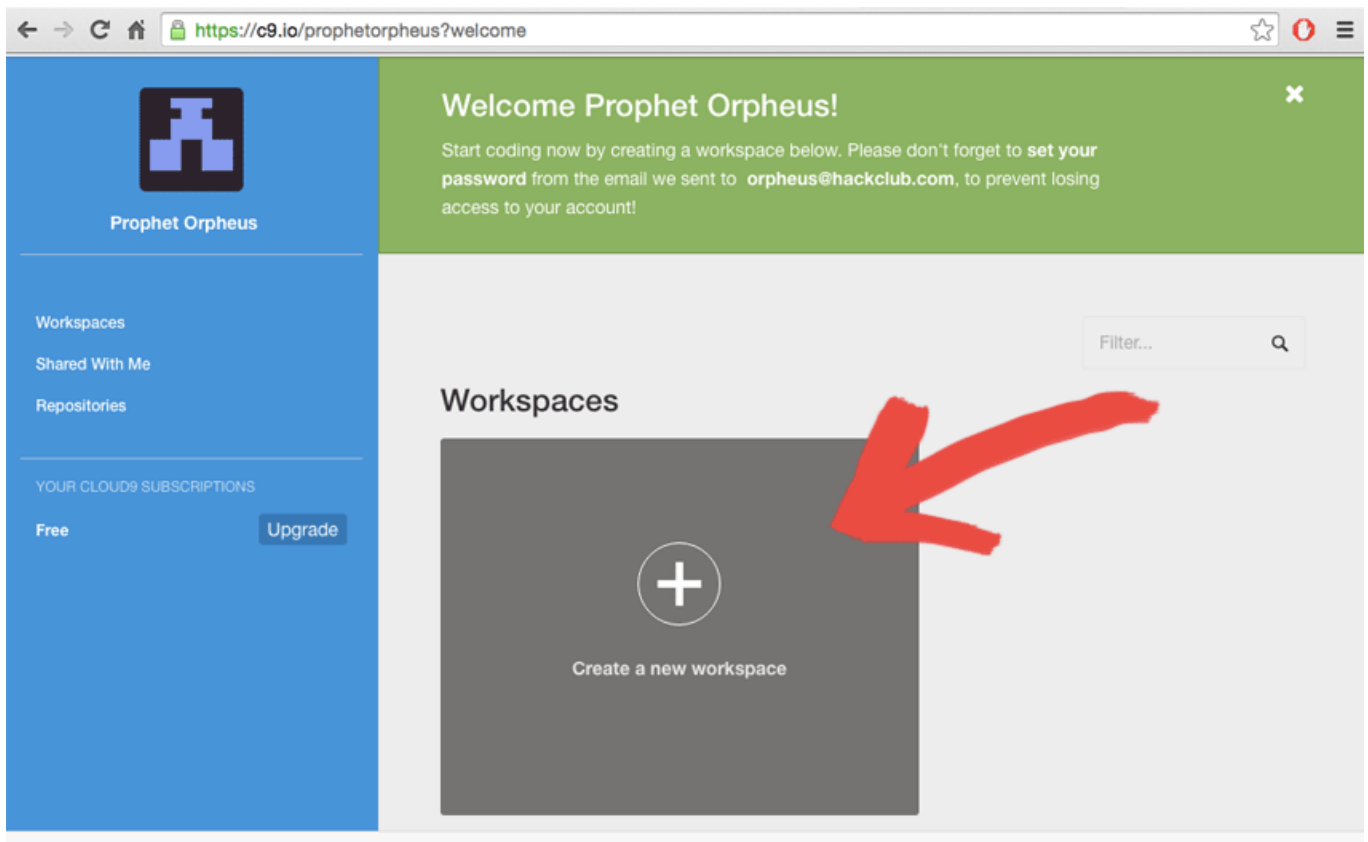 https://c9.io/prophetorpheus?welcome
Prophet Orpheus
Workspaces
Shared With Me
Repositories
YOUR CLOUD9 SUBSCRIPTIONS
Free Upgrade
Welcome Prophet Orpheus!
Start coding now by creating a workspace below. Please don't forget to set your
password from the email we sent to orpheus@hackclub.com, to prevent losing
access to your account!
Filter...
Workspaces
Create a new workspace